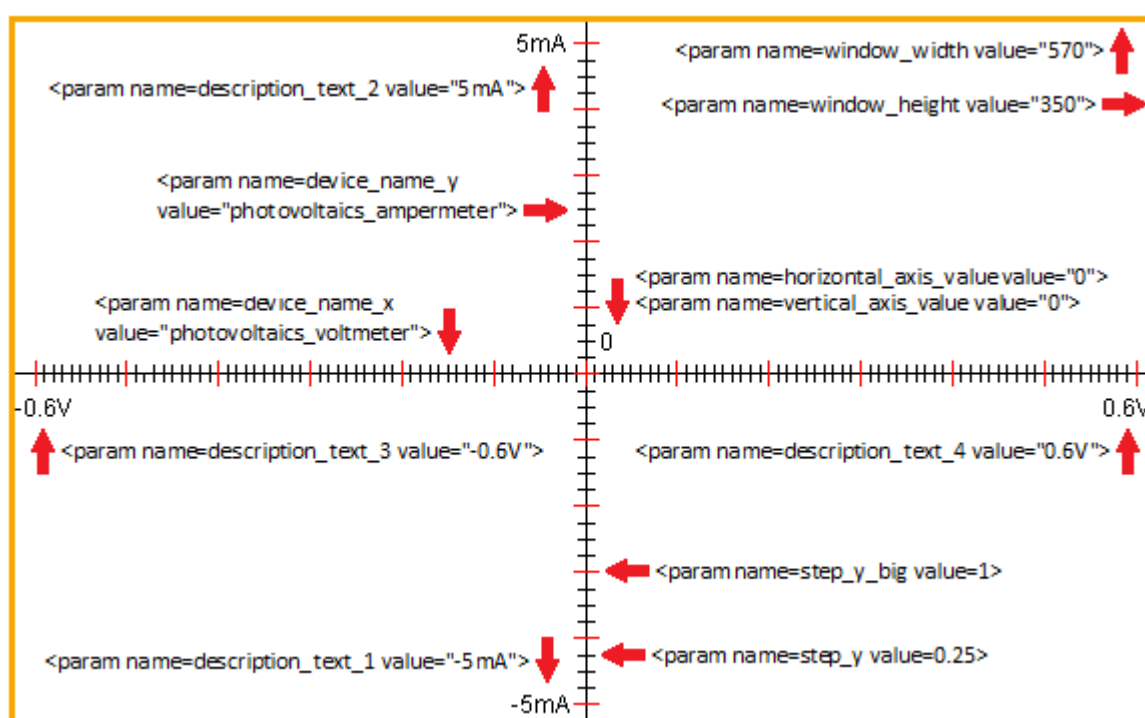 5mA
<param name=window_width value="570">
<param name=description_text_2 value="5mA">
<param name=window_height value="350">
<param name=device_name_y
value="photovoltaics_ampermeter">
<param name=horizontal_axis_value value="0">
<param name=device_name_x
<param name=vertical_axis_value value="0">
value="photovoltaics_voltmeter">
0
-0.6V
0.6V
<param name=description_text_3 value="-0.6V">
<param name=description_text_4 value="0.6V">
<param name=step_y_big value=1>
<param name=description_text_1 value="-5mA">
<param name=step_y value=0.25>
-5mA